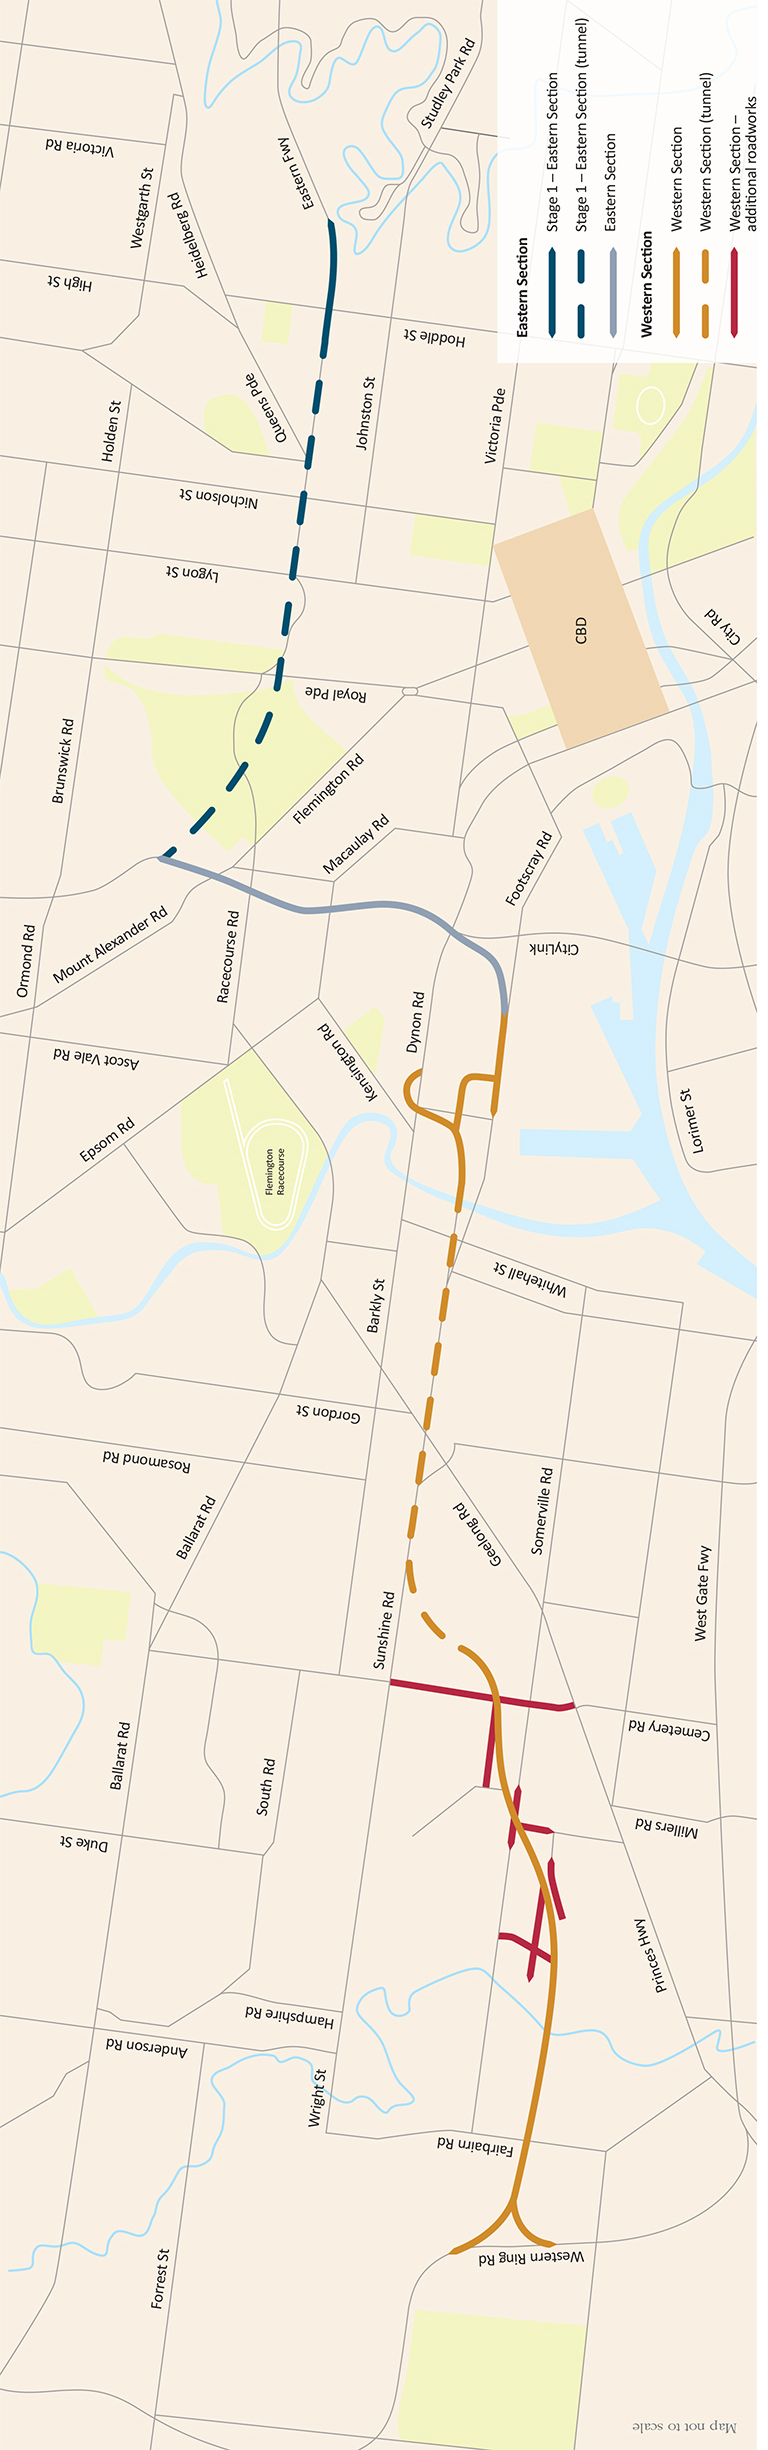 Eastern Section
Stage 1 – Eastern Section
Stage 1 – Eastern Section (tunnel)
Eastern Section
Western Section
Western Section
Western Section (tunnel)
Western Section –
additional roadworks
Studley Park Rd
Eastern Fwy
Victoria Rd
Westgarth St
Heidelberg Rd
High St
Hoddle St
Queens Pde
Johnston St
Victoria Pde
Holden St
Nicholson St
Lygon St
CBD
City Rd
Royal Pde
Brunswick Rd
Flemington Rd
Macaulay Rd
Footscray Rd
CityLink
Ormond Rd
Mount Alexander Rd
Racecourse Rd
Dynon Rd
Kensington Rd
Ascot Vale Rd
Epsom Rd
Flemington
Racecourse
Lorimer St
Whitehall St
Barkly St
Gordon St
Rosamond Rd
Ballarat Rd
Geelong Rd
Somerville Rd
West Gate Fwy
Sunshine Rd
Cemetery Rd
Ballarat Rd
South Rd
Millers Rd
Duke St
Princes Hwy
Hampshire Rd
Anderson Rd
Wright St
Fairbairn Rd
Forrest St
Western Ring Rd
Map not to scale